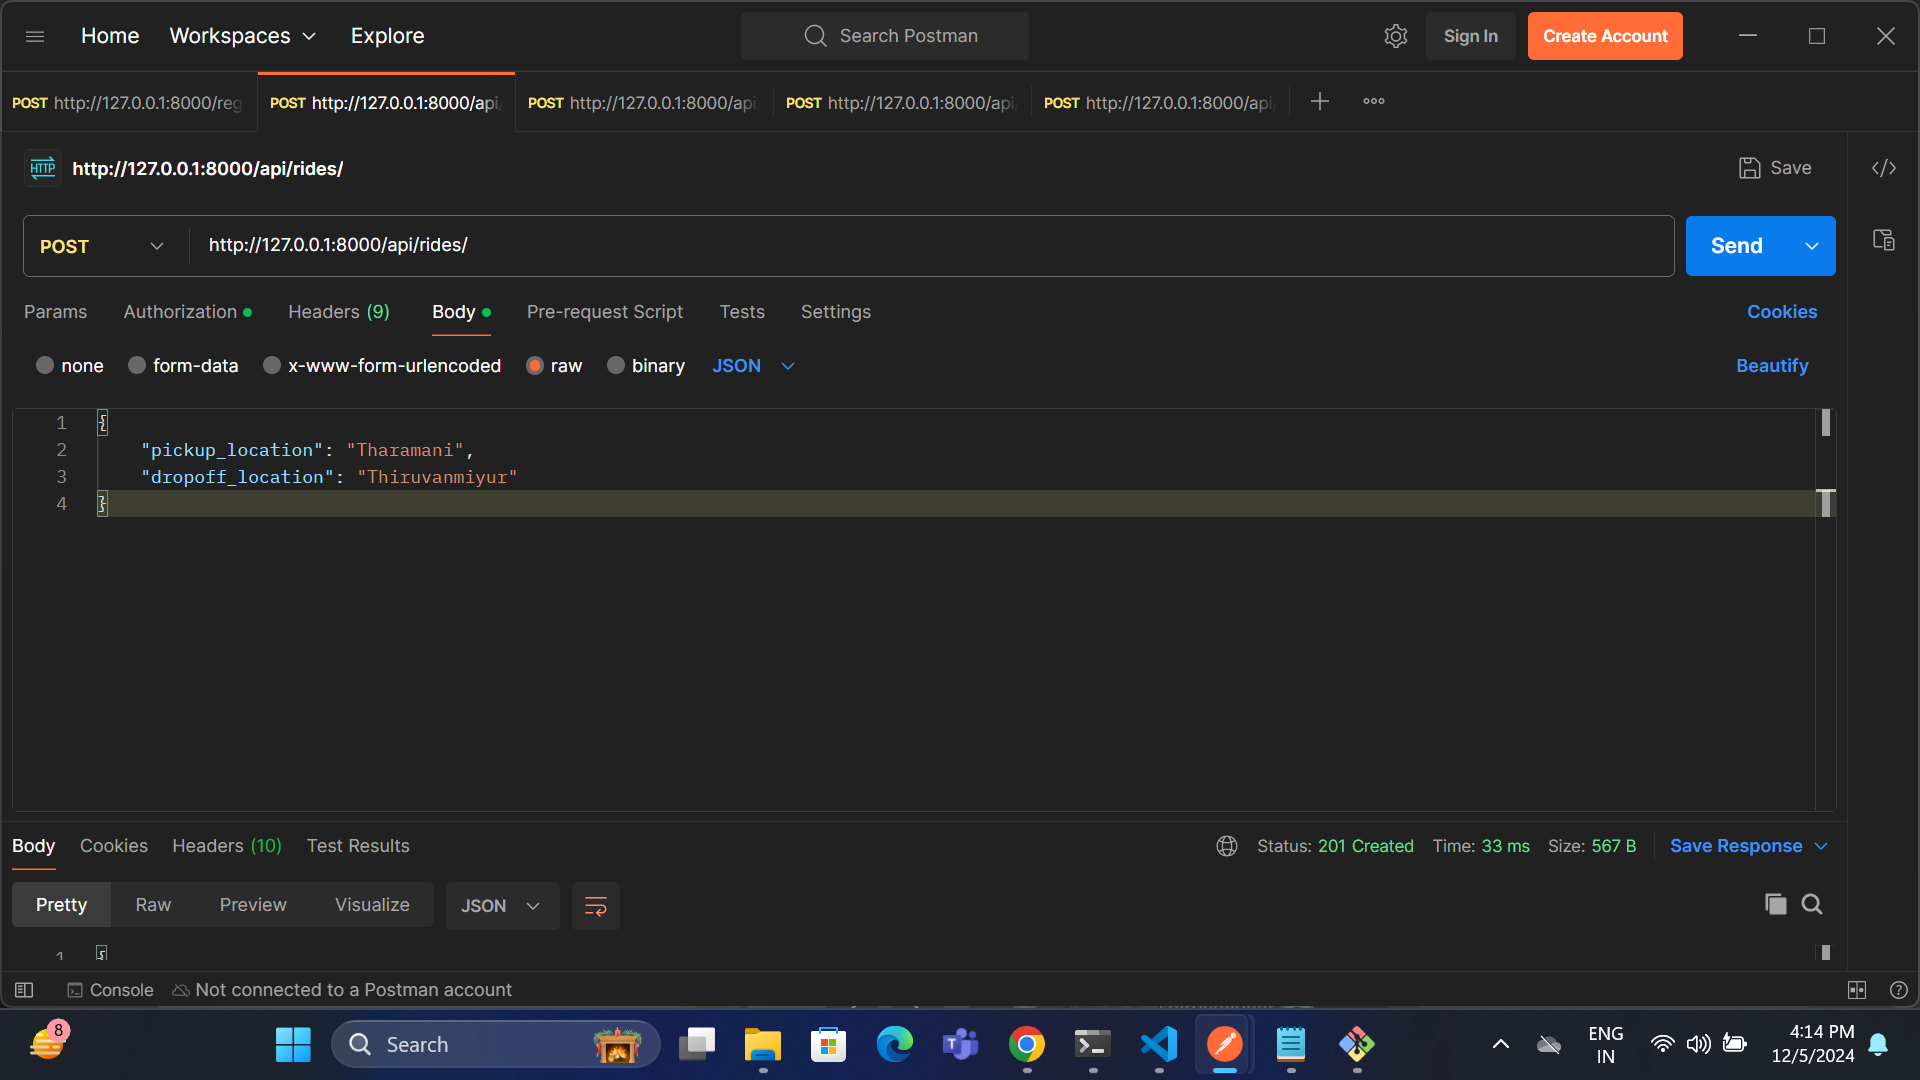 Home Workspaces Explore Search Postman Sign In Create Account
POST http://127.0.0.1:8000/reg POST http://127.0.0.1:8000/api/ POST http://127.0.0.1:8000/api/ POST http://127.0.0.1:8000/api/ POST http://127.0.0.1:8000/api/
HTTP http://127.0.0.1:8000/api/rides/ Save </>
POST http://127.0.0.1:8000/api/rides/ Send
Params Authorization Headers (9) Body Pre-request Script Tests Settings Cookies
none form-data x-www-form-urlencoded raw binary JSON Beautify
1 {
2 "pickup_location": "Tharamani",
3 "dropoff_location": "Thiruvanmiyur"
4 }
Body Cookies Headers (10) Test Results Status: 201 Created Time: 33 ms Size: 567 B Save Response
Pretty Raw Preview Visualize JSON
1 {
Console Not connected to a Postman account
8 Search ENG 4:14 PM
IN 12/5/2024